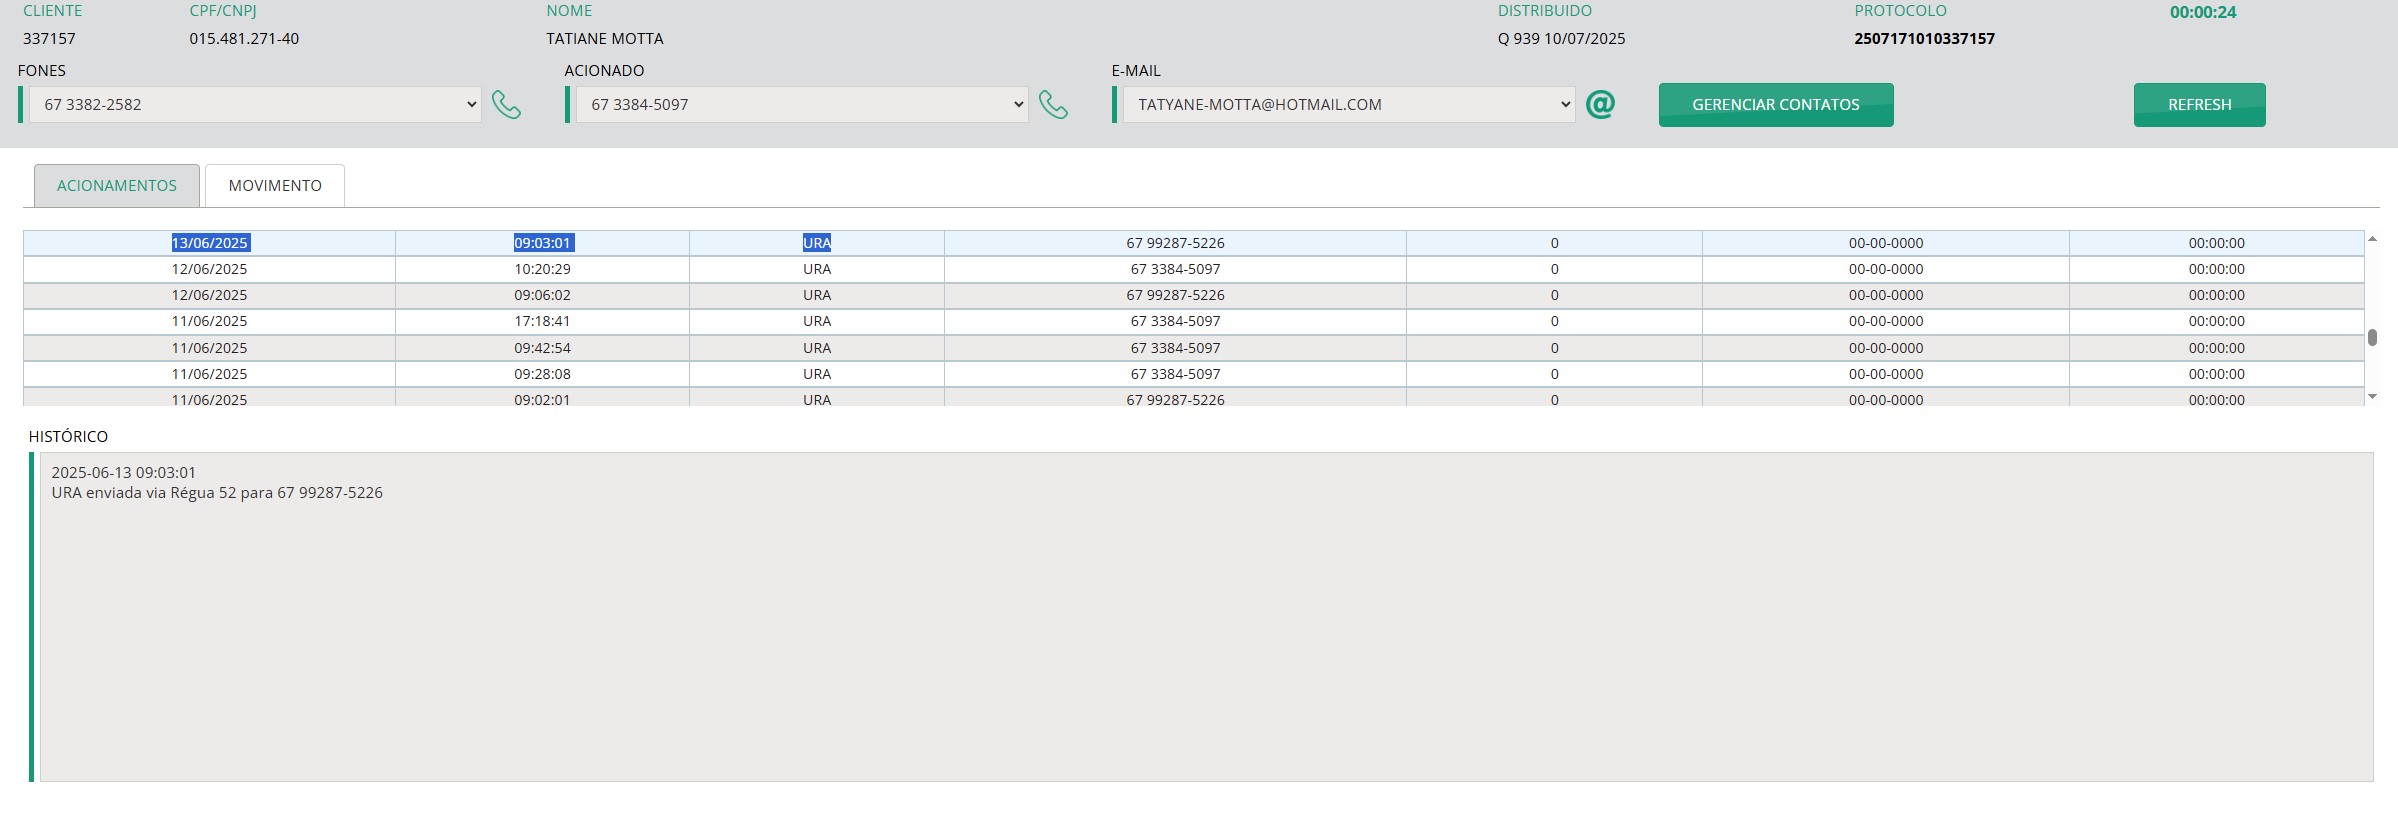 CLIENTE CPF/CNPJ NOME DISTRIBUIDO PROTOCOLO 00:00:24
337157 015.481.271-40 TATIANE MOTTA Q 939 10/07/2025 2507171010337157
FONES ACIONADO E-MAIL
67 3382-2582 67 3384-5097 TATYANE-MOTTA@HOTMAIL.COM @ GERENCIAR CONTATOS REFRESH
ACIONAMENTOS MOVIMENTO
13/06/2025 09:03:01 URA 67 99287-5226 0 00-00-0000 00:00:00
12/06/2025 10:20:29 URA 67 3384-5097 0 00-00-0000 00:00:00
12/06/2025 09:06:02 URA 67 99287-5226 0 00-00-0000 00:00:00
11/06/2025 17:18:41 URA 67 3384-5097 0 00-00-0000 00:00:00
11/06/2025 09:42:54 URA 67 3384-5097 0 00-00-0000 00:00:00
11/06/2025 09:28:08 URA 67 3384-5097 0 00-00-0000 00:00:00
11/06/2025 09:02:01 URA 67 99287-5226 0 00-00-0000 00:00:00
HISTÓRICO
2025-06-13 09:03:01
URA enviada via Régua 52 para 67 99287-5226